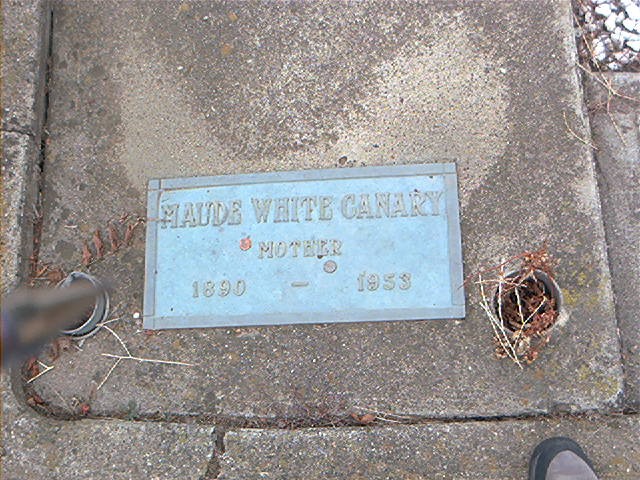 MAUDE WHITE CANARY
MOTHER
1890 — 1953